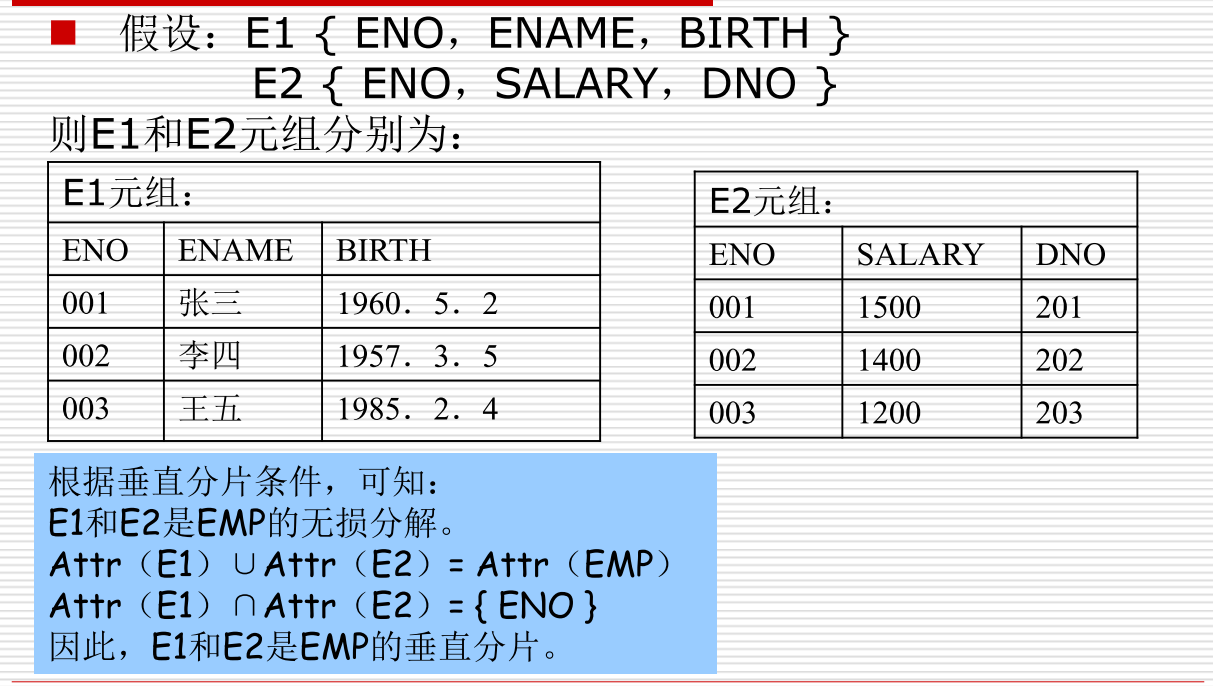 假设：E1 { ENO，ENAME，BIRTH }
E2 { ENO，SALARY，DNO }
则E1和E2元组分别为：
E1元组：
ENO ENAME BIRTH
001 张三 1960．5．2
002 李四 1957．3．5
003 王五 1985．2．4
E2元组：
ENO SALARY DNO
001 1500 201
002 1400 202
003 1200 203
根据垂直分片条件，可知：
E1和E2是EMP的无损分解。
Attr（E1）∪Attr（E2）= Attr（EMP）
Attr（E1）∩Attr（E2）= { ENO }
因此，E1和E2是EMP的垂直分片。